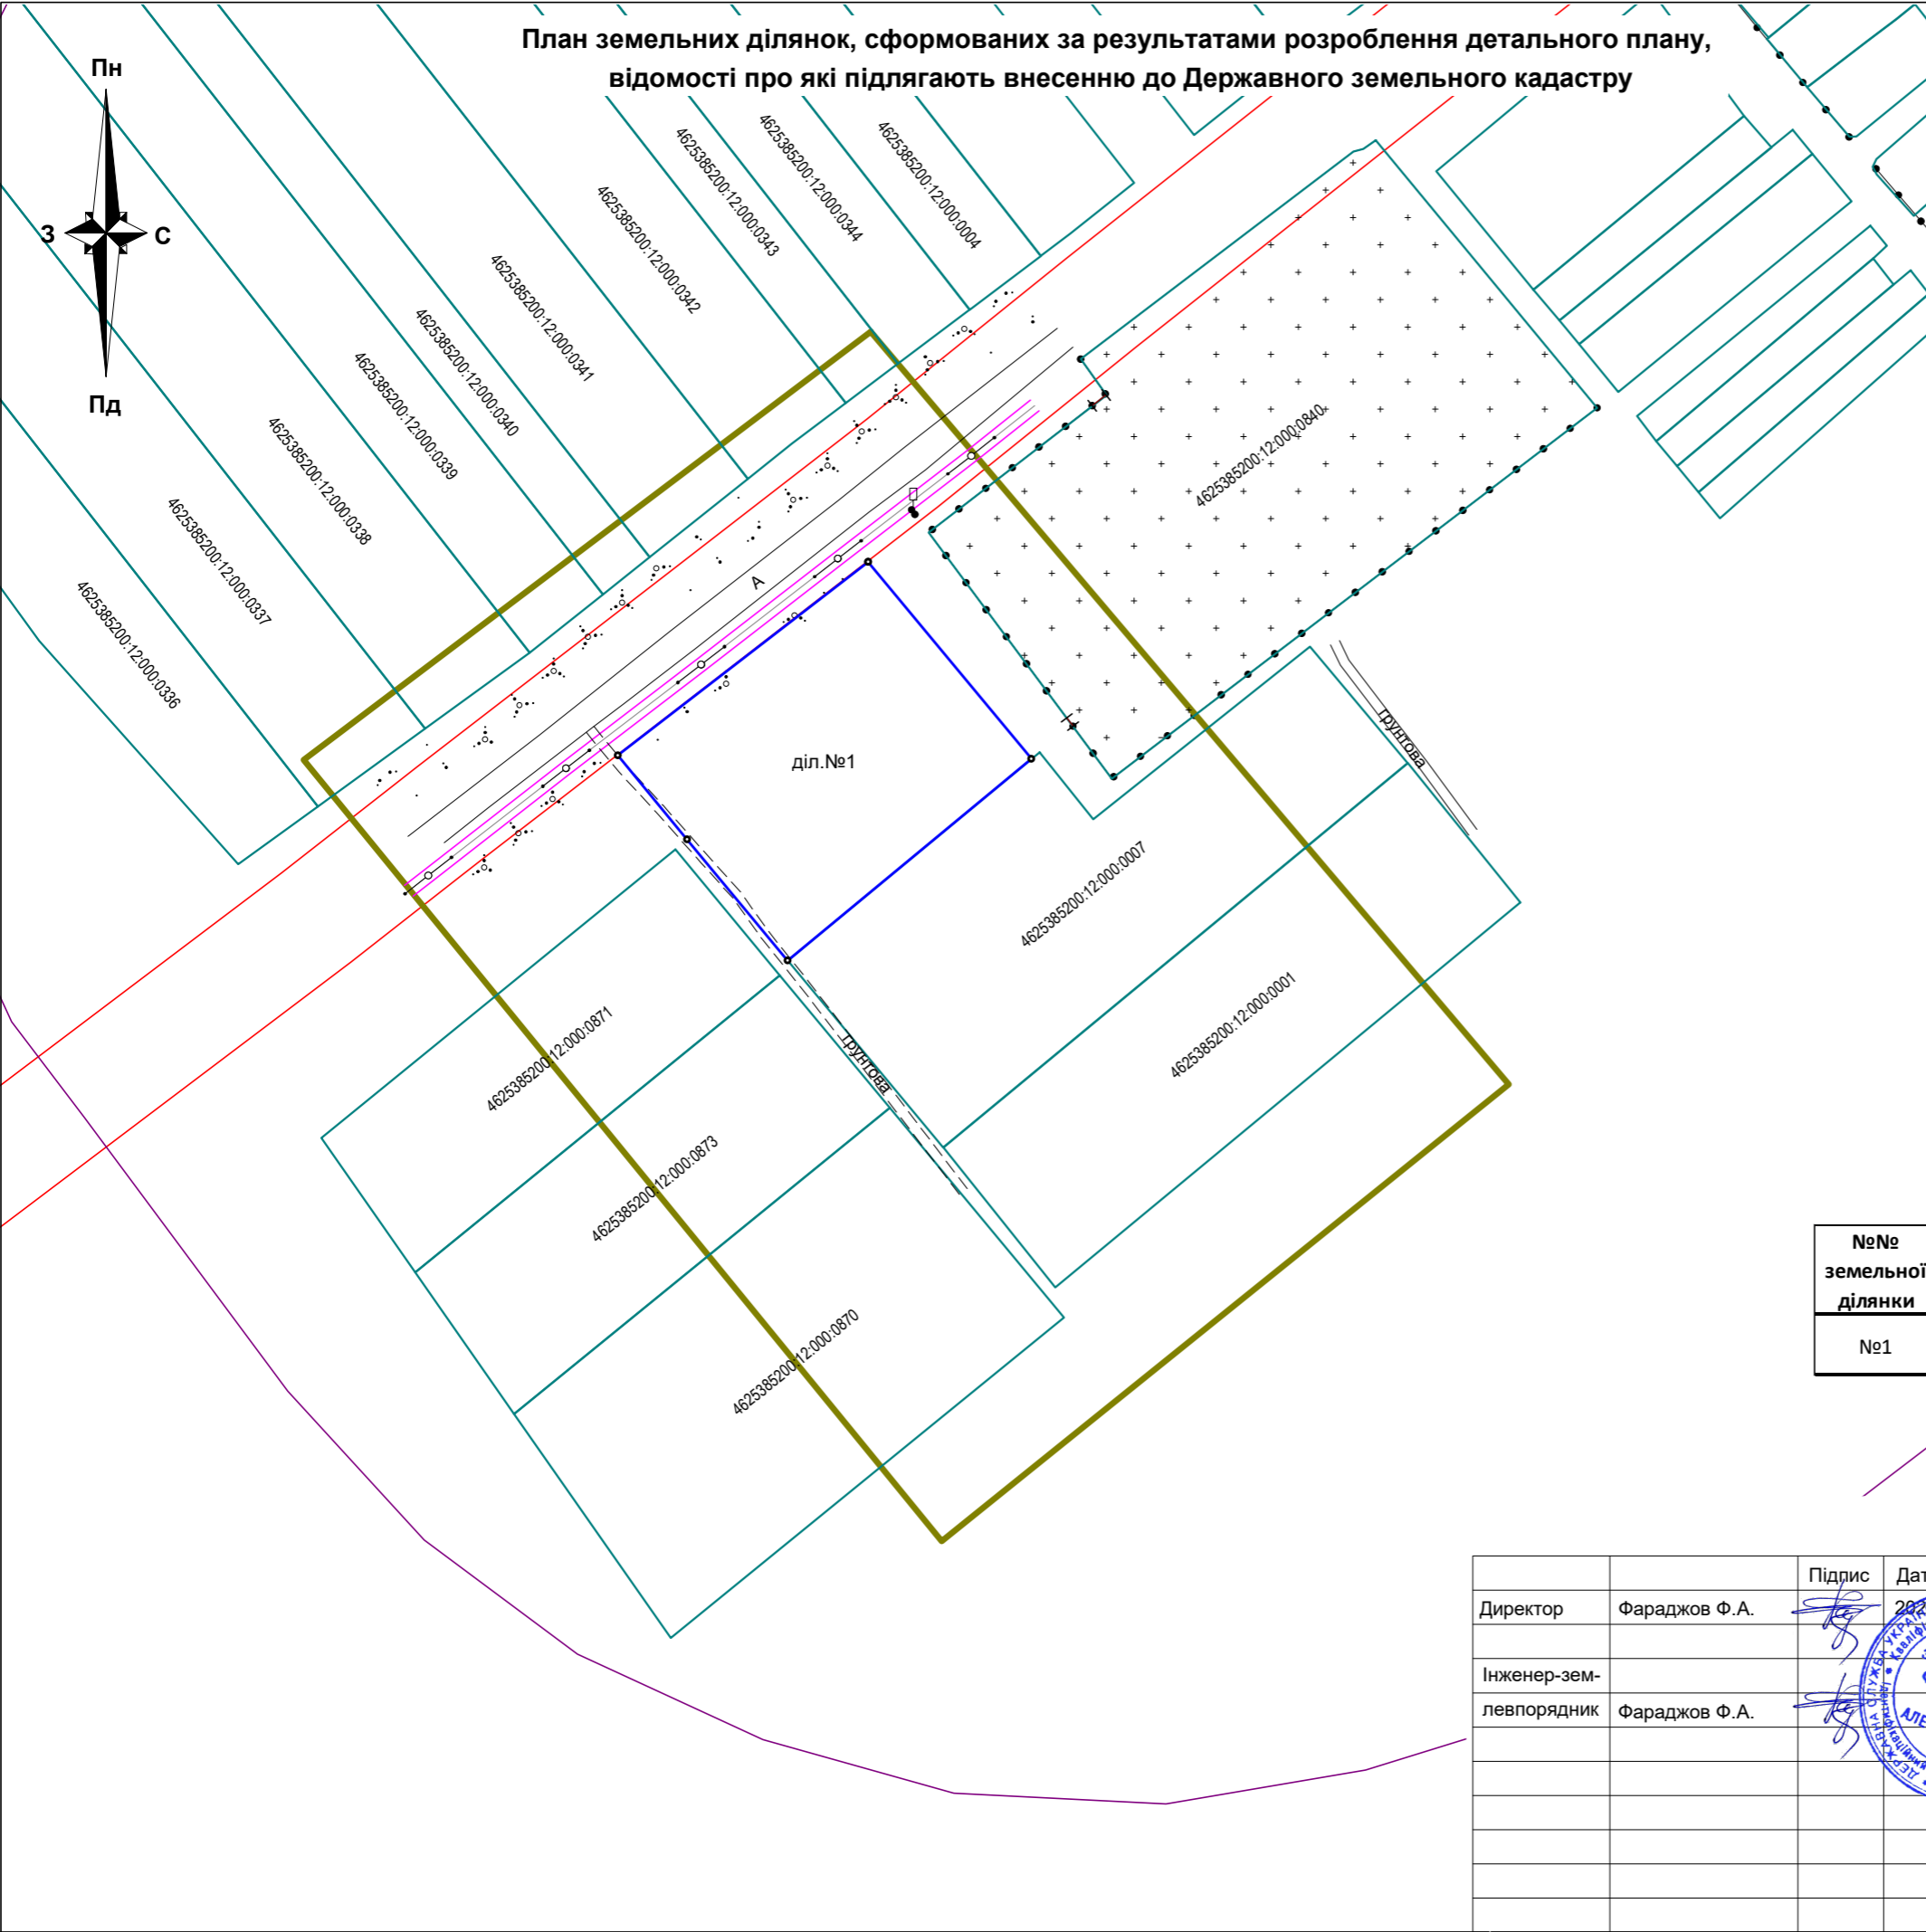 План земельних ділянок, сформованих за результатами розроблення детального плану,
відомості про які підлягають внесенню до Державного земельного кадастру
Пн
З
С
Пд
4625385200:12:000:0004
4625385200:12:000:0344
4625385200:12:000:0343
4625385200:12:000:0342
4625385200:12:000:0341
4625385200:12:000:0340
4625385200:12:000:0339
4625385200:12:000:0338
4625385200:12:000:0337
4625385200:12:000:0336
4625385200:12:000:0840
А
діл.№1
грунтова
4625385200:12:000:0007
4625385200:12:000:0001
грунтова
4625385200:12:000:0871
4625385200:12:000:0873
4625385200:12:000:0870
№№
земельної
ділянки
№1
Підпис
Директор Фараджов Ф.А.
Інженер-зем-
левпорядник Фараджов Ф.А.
ДЕРЖАВНА СЛУЖБА